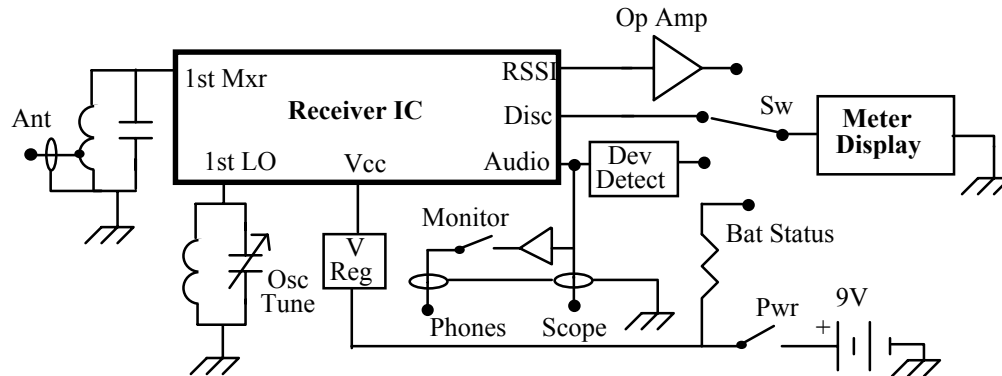 Op Amp
1st Mxr
RSSI
Receiver IC
Sw
Meter
Display
Ant
Disc
1st LO
Vcc
Audio
Dev
Detect
Monitor
Bat Status
V
Reg
Osc
Tune
Phones
Scope
Pwr
9V
+